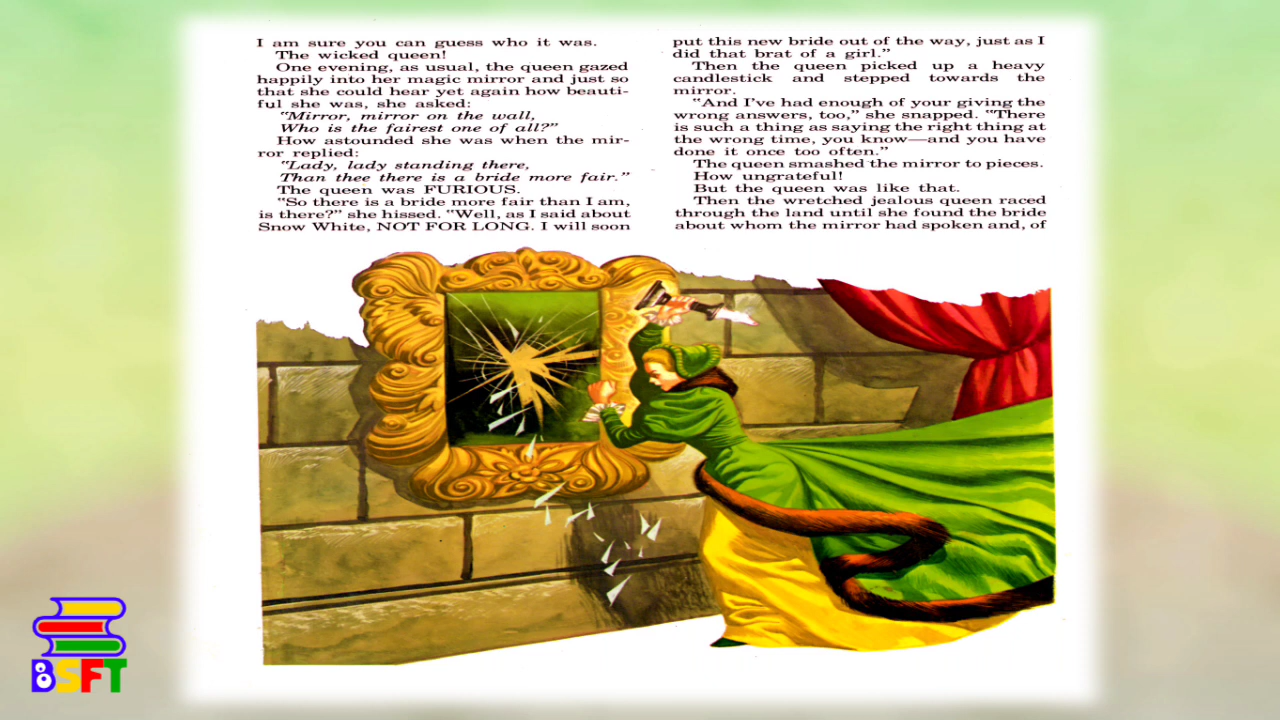 I am sure you can guess who it was.
The wicked queen!
One evening, as usual, the queen gazed
happily into her magic mirror and just so
that she could hear yet again how beauti-
ful she was, she asked:
"Mirror, mirror on the wall,
Who is the fairest one of all?"
How astounded she was when the mir-
ror replied:
"Lady, lady standing there,
Than thee there is a bride more fair."
The queen was FURIOUS.
"So there is a bride more fair than I am,
is there?" she hissed. "Well, as I said about
Snow White, NOT FOR LONG. I will soon
put this new bride out of the way, just as I
did that brat of a girl."
Then the queen picked up a heavy
candlestick and stepped towards the
mirror.
"And I've had enough of your giving the
wrong answers, too," she snapped. "There
is such a thing as saying the right thing at
the wrong time, you know—and you have
done it once too often."
The queen smashed the mirror to pieces.
How ungrateful!
But the queen was like that.
Then the wretched jealous queen raced
through the land until she found the bride
about whom the mirror had spoken and, of
BSFT